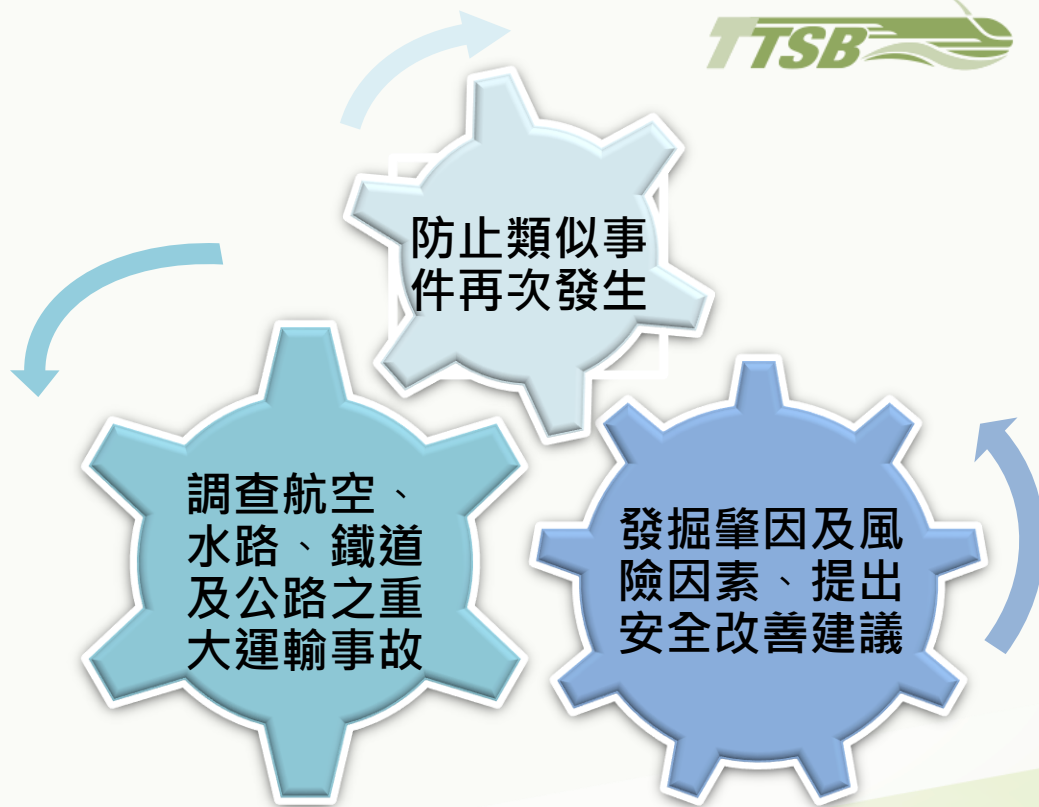 TTSB
防止類似事
件再次發生
調查航空、
水路、鐵道
及公路之重
大運輸事故
發掘肇因及風
險因素、提出
安全改善建議